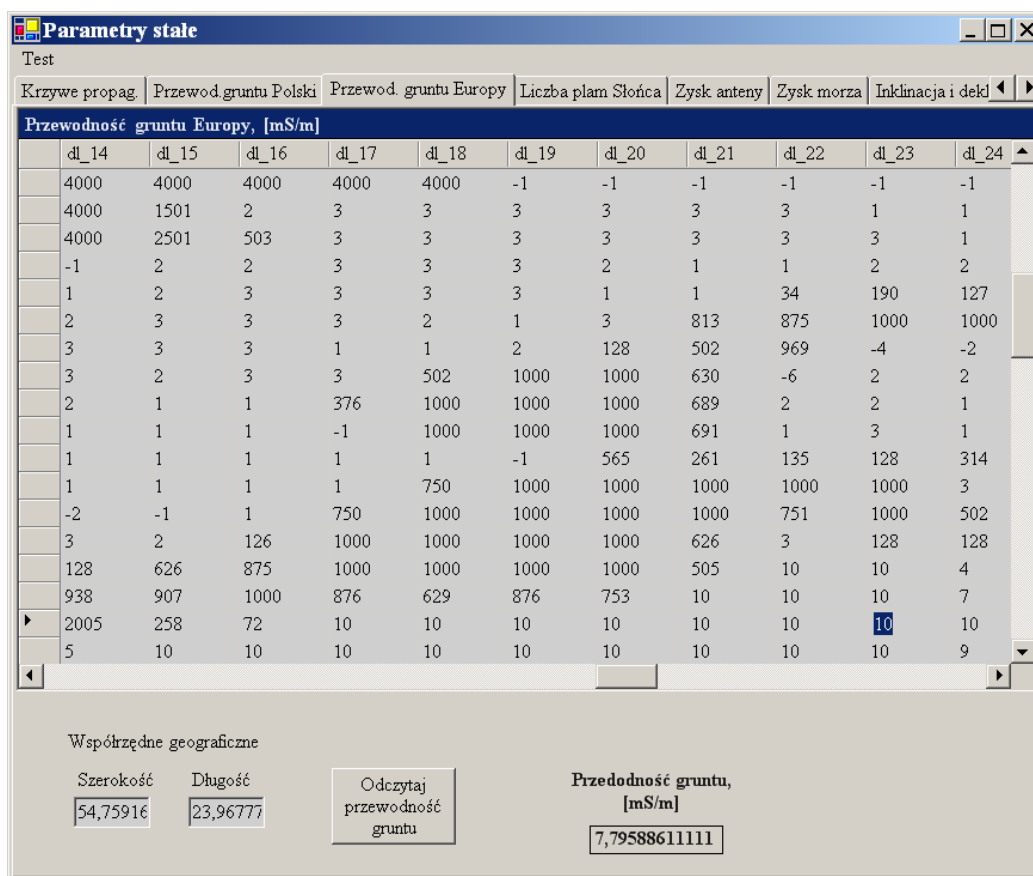 Parametry stałe
Test
Krzywe propag. Przewod.gruntu Polski Przewod. gruntu Europy Liczba plam Słońca Zysk anteny Zysk morza Inklinacja i dekl
Przewodność gruntu Europy, [mS/m]
dl_14 dl_15 dl_16 dl_17 dl_18 dl_19 dl_20 dl_21 dl_22 dl_23 dl_24
4000 4000 4000 4000 4000 -1 -1 -1 -1 -1 -1
4000 1501 2 3 3 3 3 3 3 1 1
4000 2501 503 3 3 3 3 3 3 3 1
-1 2 2 3 3 3 2 1 1 2 2
1 2 3 3 3 3 1 1 34 190 127
2 3 3 3 2 1 3 813 875 1000 1000
3 3 3 1 1 2 128 502 969 -4 -2
3 2 3 3 502 1000 1000 630 -6 2 2
2 1 1 376 1000 1000 1000 689 2 2 1
1 1 1 -1 1000 1000 1000 691 1 3 1
1 1 1 1 1 -1 565 261 135 128 314
1 1 1 1 750 1000 1000 1000 1000 1000 3
-2 -1 1 750 1000 1000 1000 1000 751 1000 502
3 2 126 1000 1000 1000 1000 626 3 128 128
128 626 875 1000 1000 1000 1000 505 10 10 4
938 907 1000 876 629 876 753 10 10 10 7
2005 258 72 10 10 10 10 10 10 10 10
5 10 10 10 10 10 10 10 10 10 9
Współrzędne geograficzne
Szerokość Długość
54,75916 23,96777
Odczytaj
przewodność
gruntu
Przedodność gruntu,
[mS/m]
7,79588611111